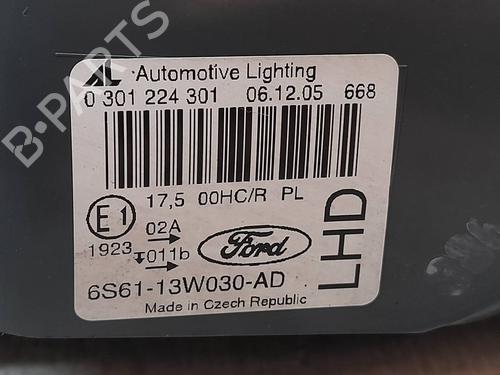 AL Automotive Lighting
0 301 224 301 06.12.05 668
17,5 00HC/R PL
E1 02A
1923 011b
Ford
6S61-13W030-AD
Made in Czech Republic
LHD
B-PARTS